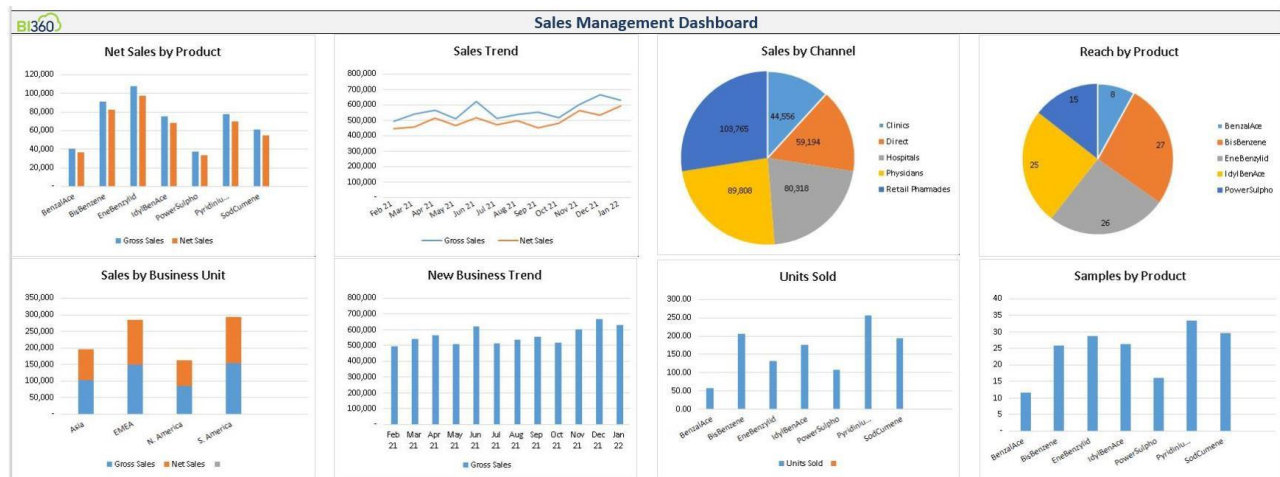 BI360
Sales Management Dashboard
Net Sales by Product
120,000
100,000
80,000
60,000
40,000
20,000
-
BenzalAce
BisBenzene
EneBenzylid
IdylBenAce
PowerSulpho
Pyridiniu...
SodCumene
Gross Sales
Net Sales
Sales Trend
800,000
700,000
600,000
500,000
400,000
300,000
200,000
100,000
-
Feb 21
Mar 21
Apr 21
May 21
Jun 21
Jul 21
Aug 21
Sep 21
Oct 21
Nov 21
Dec 21
Jan 22
Gross Sales
Net Sales
Sales by Channel
44,556
59,194
80,318
89,808
103,765
Clinics
Direct
Hospitals
Physidans
Retail Pharmades
Reach by Product
8
27
26
25
15
BenzalAce
BisBenzene
EneBenzylid
IdylBenAce
PowerSulpho
Sales by Business Unit
350,000
300,000
250,000
200,000
150,000
100,000
50,000
-
Asia
EMEA
N. America
S. America
Gross Sales
Net Sales
New Business Trend
800,000
700,000
600,000
500,000
400,000
300,000
200,000
100,000
-
Feb 21
Mar 21
Apr 21
May 21
Jun 21
Jul 21
Aug 21
Sep 21
Oct 21
Nov 21
Dec 21
Jan 22
Gross Sales
Units Sold
300.00
250.00
200.00
150.00
100.00
50.00
0.00
BenzalAce
BisBenzene
EneBenzylid
IdylBenAce
PowerSulpho
Pyridiniu...
SodCumene
Units Sold
Samples by Product
40
35
30
25
20
15
10
5
-
BenzalAce
BisBenzene
EneBenzylid
IdylBenAce
PowerSulpho
Pyridiniu...
SodCumene